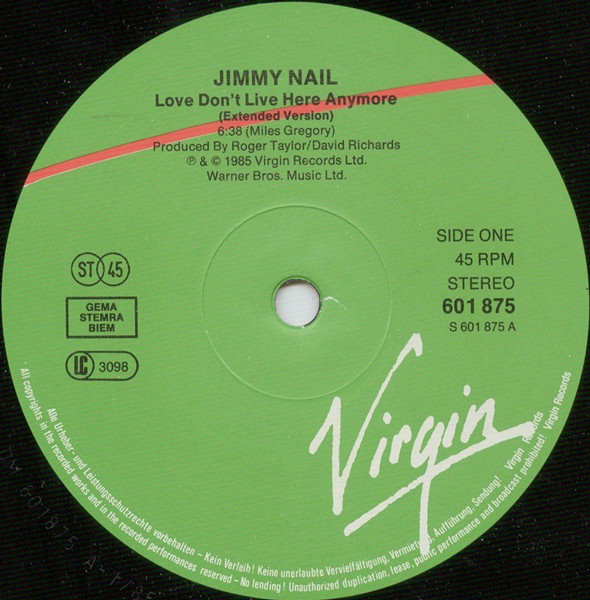 JIMMY NAIL
Love Don't Live Here Anymore
(Extended Version)
6:38 (Miles Gregory)
Produced By Roger Taylor/David Richards
℗ & © 1985 Virgin Records Ltd.
Warner Bros. Music Ltd.
SIDE ONE
45 RPM
STEREO
601 875
S 601 875 A
ST 45
GEMA
STEMRA
BIEM
LC 3098
Virgin
Alle Urheber- und Leistungsschutzrechte vorbehalten – Kein Verleih! Keine unerlaubte Vervielfältigung, Vermietung, Aufführung, Sendung! Virgin Records
All copyrights in the recorded works and in the recorded performances reserved – No lending! Unauthorized duplication, lease, public performance and broadcast prohibited! Virgin Records